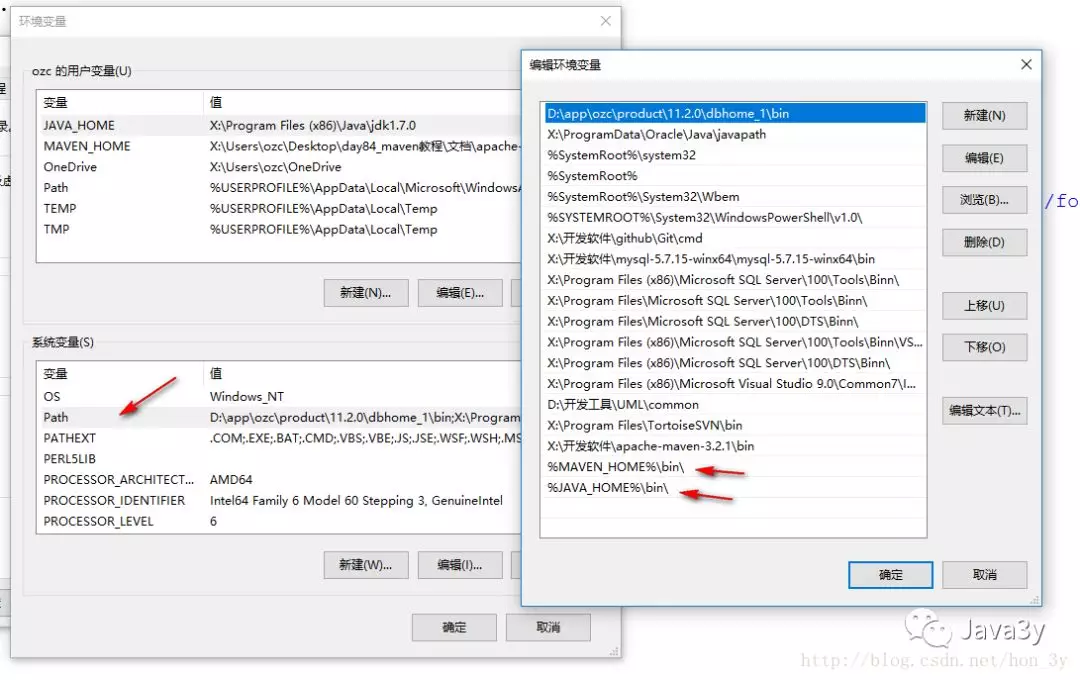 环境变量
ozc 的用户变量(U)
变量 值
JAVA_HOME X:\Program Files (x86)\Java\jdk1.7.0
MAVEN_HOME X:\Users\ozc\Desktop\day84_maven教程\文档\apache-
OneDrive X:\Users\ozc\OneDrive
Path %USERPROFILE%\AppData\Local\Microsoft\WindowsA
TEMP %USERPROFILE%\AppData\Local\Temp
TMP %USERPROFILE%\AppData\Local\Temp
新建(N)... 编辑(E)...
系统变量(S)
变量 值
OS Windows_NT
Path D:\app\ozc\product\11.2.0\dbhome_1\bin;X:\Program
PATHEXT .COM;.EXE;.BAT;.CMD;.VBS;.VBE;.JS;.JSE;.WSF;.WSH;.MS
PERL5LIB
PROCESSOR_ARCHITECT... AMD64
PROCESSOR_IDENTIFIER Intel64 Family 6 Model 60 Stepping 3, GenuineIntel
PROCESSOR_LEVEL 6
新建(W)... 编辑(I)...
确定 取消
编辑环境变量
D:\app\ozc\product\11.2.0\dbhome_1\bin
X:\ProgramData\Oracle\Java\javapath
%SystemRoot%\system32
%SystemRoot%
%SystemRoot%\System32\Wbem
%SYSTEMROOT%\System32\WindowsPowerShell\v1.0\
X:\开发软件\github\Git\cmd
X:\开发软件\mysql-5.7.15-winx64\mysql-5.7.15-winx64\bin
X:\Program Files (x86)\Microsoft SQL Server\100\Tools\Binn\
X:\Program Files\Microsoft SQL Server\100\Tools\Binn\
X:\Program Files\Microsoft SQL Server\100\DTS\Binn\
X:\Program Files (x86)\Microsoft SQL Server\100\Tools\Binn\VS...
X:\Program Files (x86)\Microsoft SQL Server\100\DTS\Binn\
X:\Program Files (x86)\Microsoft Visual Studio 9.0\Common7\I...
D:\开发工具\UML\common
X:\Program Files\TortoiseSVN\bin
X:\开发软件\apache-maven-3.2.1\bin
%MAVEN_HOME%\bin\
%JAVA_HOME%\bin\
新建(N)
编辑(E)
浏览(B)...
删除(D)
上移(U)
下移(O)
编辑文本(T)...
确定 取消
/fo
Java3y
http://blog.csdn.net/hon_3y